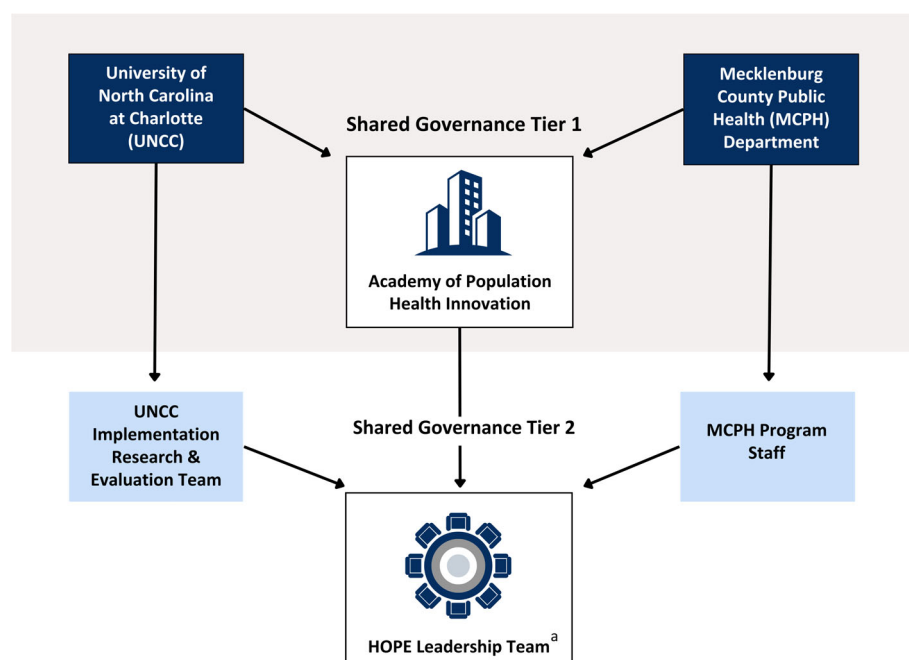 University of
North Carolina
at Charlotte
(UNCC)
Mecklenburg
County Public
Health (MCPH)
Department
Shared Governance Tier 1
Academy of Population
Health Innovation
UNCC
Implementation
Research &
Evaluation Team
Shared Governance Tier 2
MCPH Program
Staff
HOPE Leadership Team a